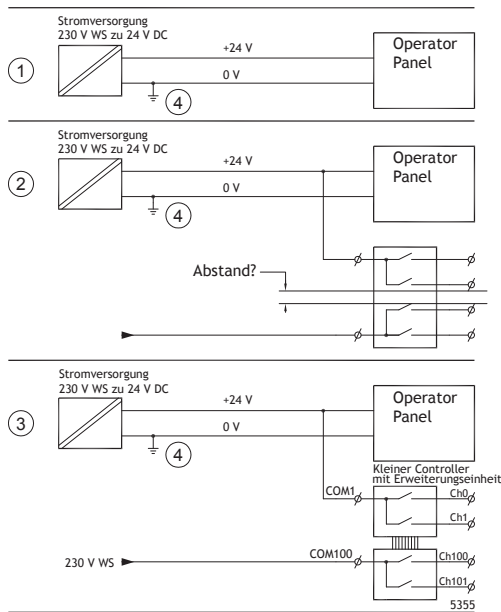 Stromversorgung
230 V WS zu 24 V DC
+24 V
Operator
Panel
1
0 V
4
Stromversorgung
230 V WS zu 24 V DC
+24 V
Operator
Panel
2
0 V
4
Abstand?
Stromversorgung
230 V WS zu 24 V DC
+24 V
Operator
Panel
3
0 V
4
Kleiner Controller
mit Erweiterungseinheit
COM1
Ch0
Ch1
230 V WS
COM100
Ch100
Ch101
5355